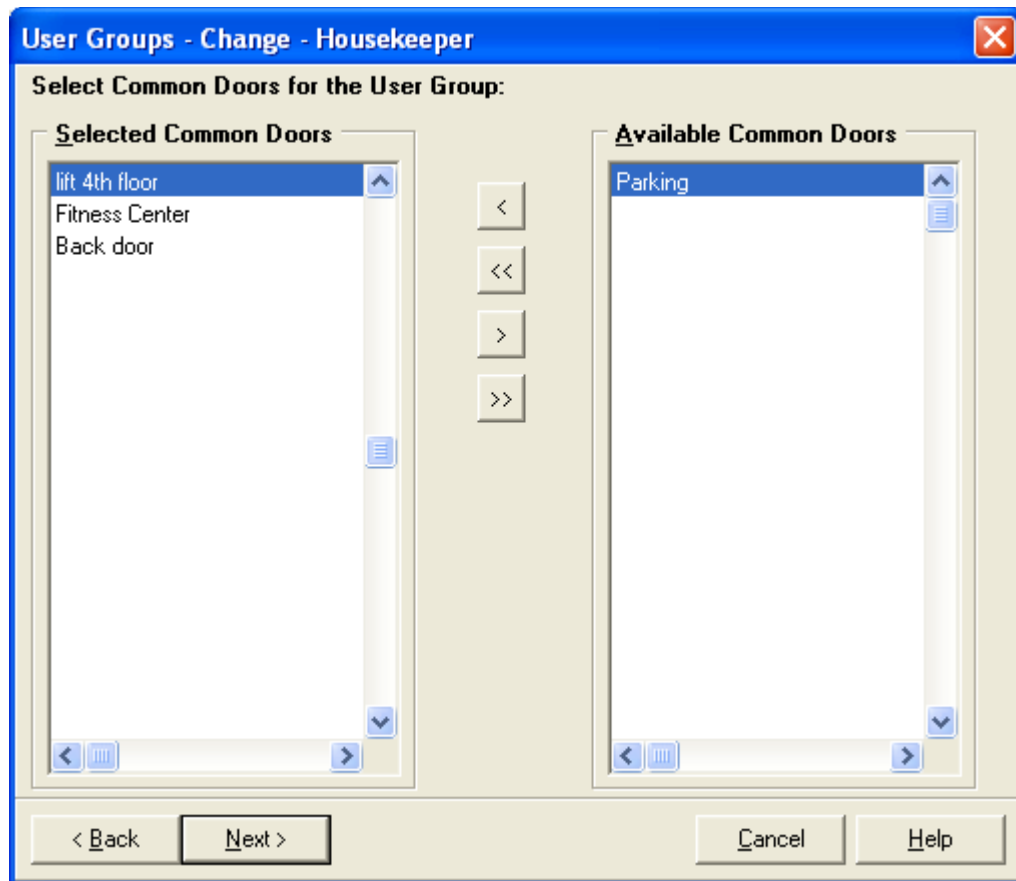 User Groups - Change - Housekeeper
Select Common Doors for the User Group:
Selected Common Doors
lift 4th floor
Fitness Center
Back door
<
<<
>
>>
Available Common Doors
Parking
< Back
Next >
Cancel
Help